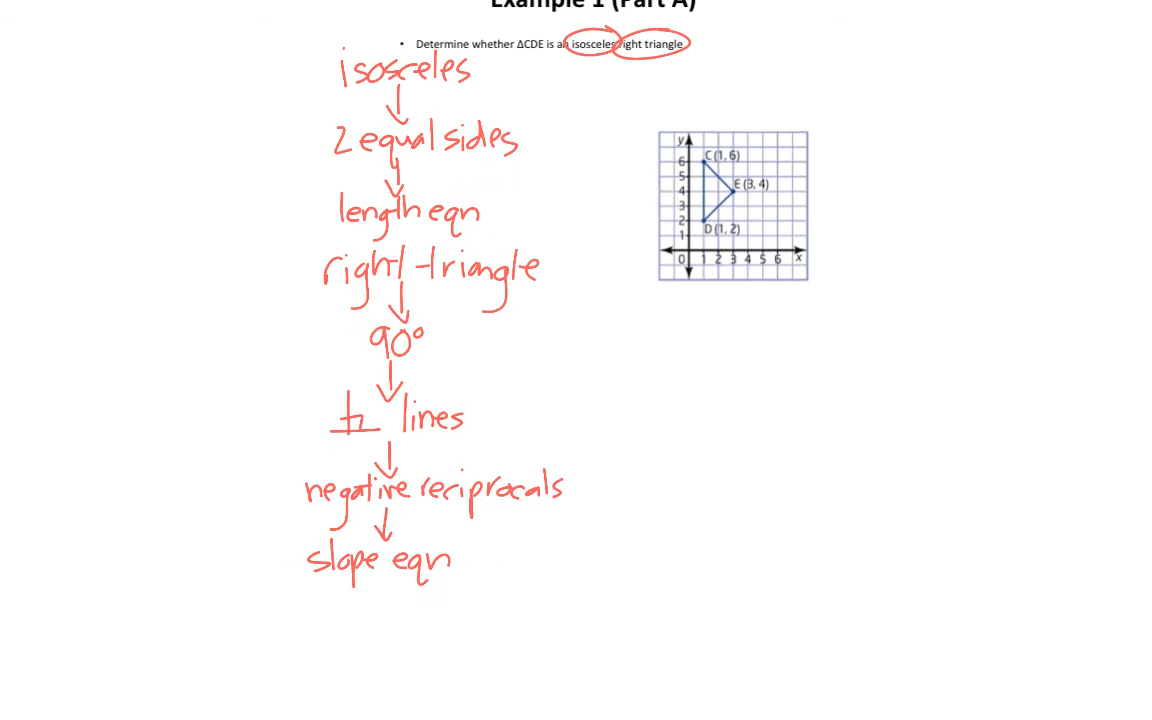 Example 1 (Part A)
• Determine whether ΔCDE is an isosceles right triangle
isosceles
2 equal sides
length eqn
right triangle
90°
⊥ lines
negative reciprocals
slope eqn
y
C(1, 6)
6
5
E(3, 4)
4
3
2
D(1, 2)
1
0 1 2 3 4 5 6 x